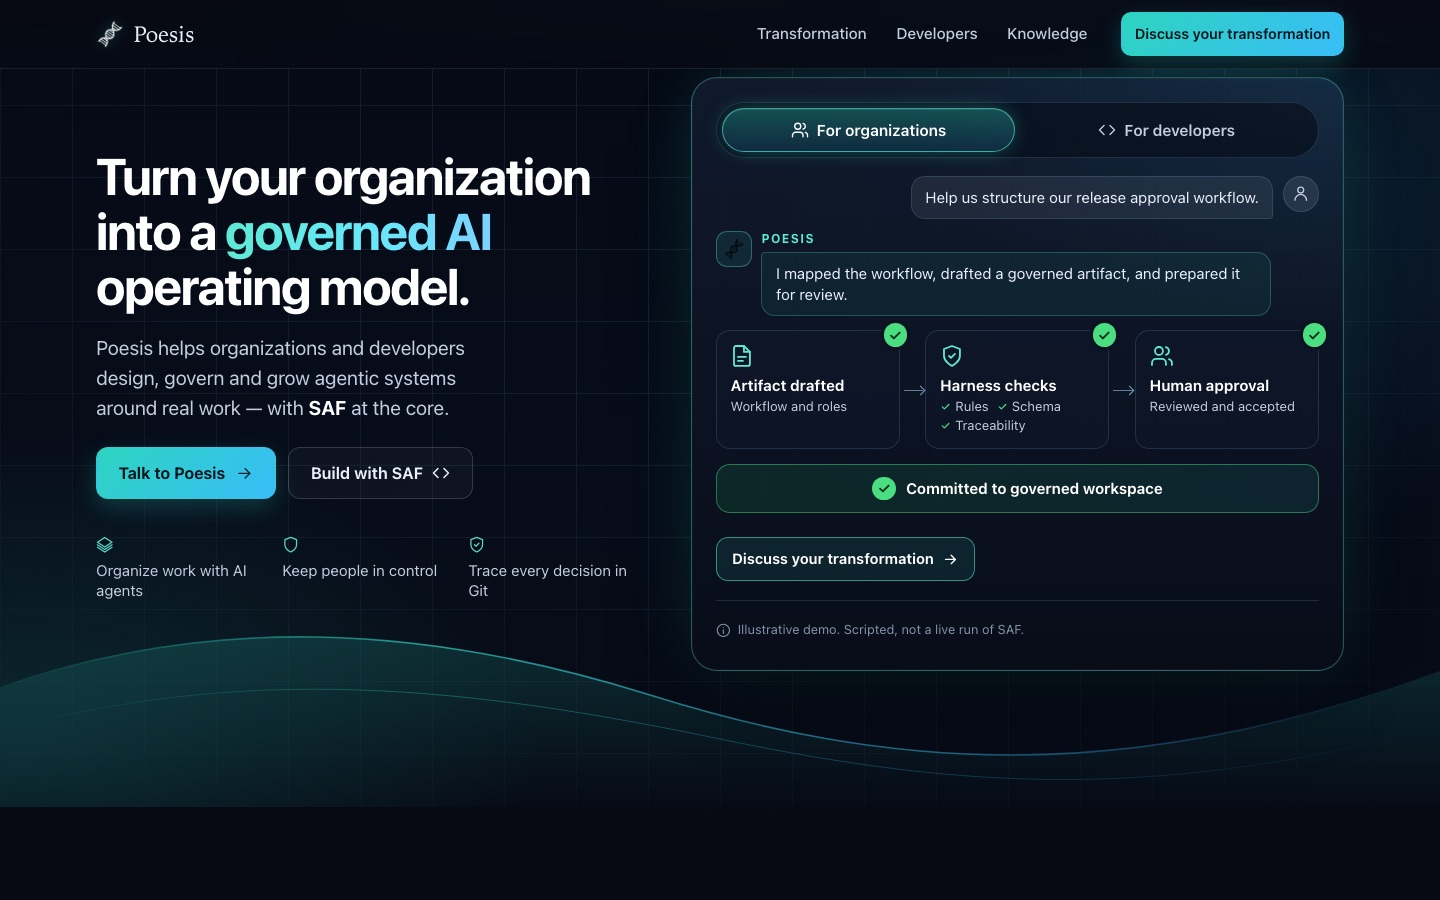 Poesis
Transformation
Developers
Knowledge
Discuss your transformation
Turn your organization
into a governed AI
operating model.
Poesis helps organizations and developers
design, govern and grow agentic systems
around real work — with SAF at the core.
Talk to Poesis
Build with SAF
Organize work with AI
agents
Keep people in control
Trace every decision in
Git
For organizations
For developers
Help us structure our release approval workflow.
POESIS
I mapped the workflow, drafted a governed artifact, and prepared it
for review.
Artifact drafted
Workflow and roles
Harness checks
Rules
Schema
Traceability
Human approval
Reviewed and accepted
Committed to governed workspace
Discuss your transformation
Illustrative demo. Scripted, not a live run of SAF.